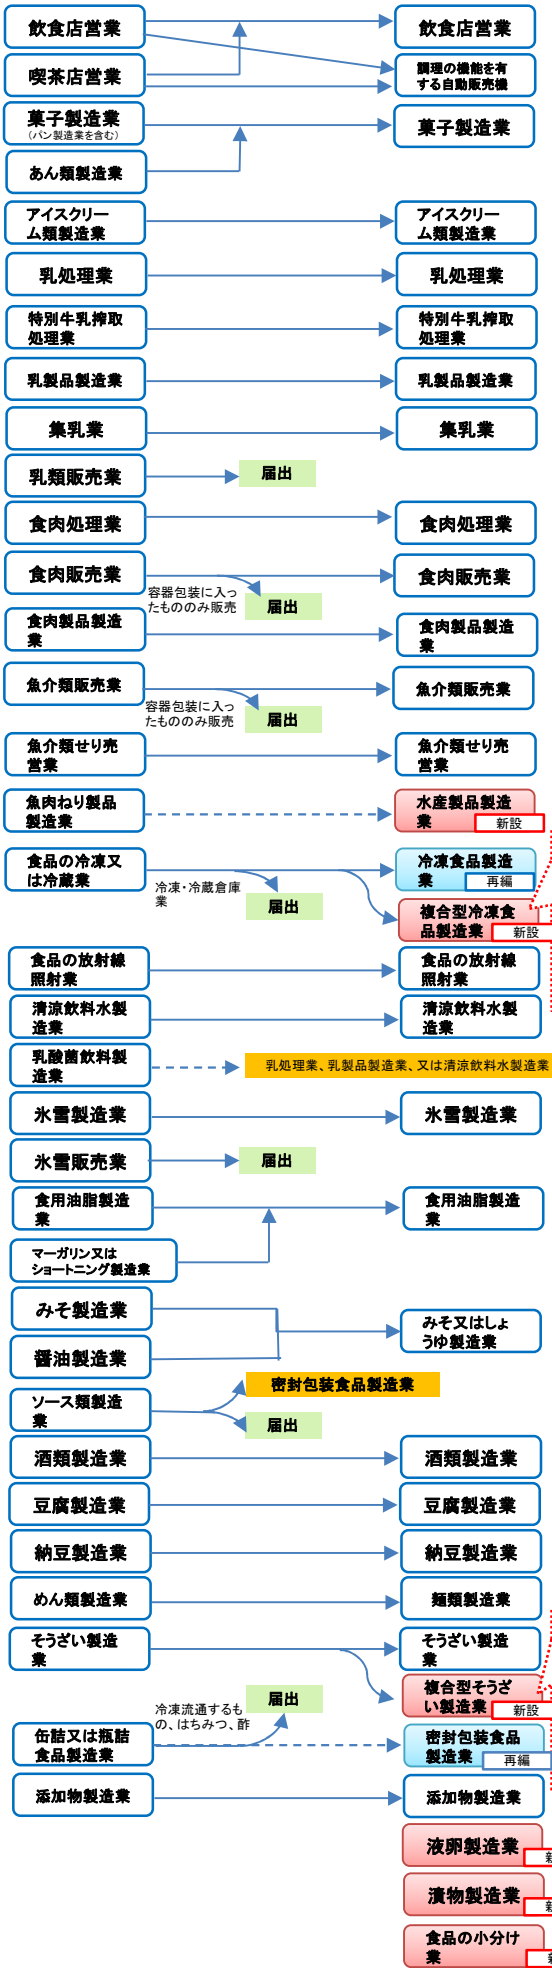 飲食店営業
飲食店営業
喫茶店営業
調理の機能を有
する自動販売機
菓子製造業
(パン製造業を含む)
菓子製造業
あん類製造業
アイスクリー
ム類製造業
アイスクリー
ム類製造業
乳処理業
乳処理業
特別牛乳搾取
処理業
特別牛乳搾取
処理業
乳製品製造業
乳製品製造業
集乳業
集乳業
乳類販売業
届出
食肉処理業
食肉処理業
食肉販売業
食肉販売業
容器包装に入っ
たもののみ販売
届出
食肉製品製造
業
食肉製品製造
業
魚介類販売業
魚介類販売業
容器包装に入っ
たもののみ販売
届出
魚介類せり売
営業
魚介類せり売
営業
魚肉ねり製品
製造業
水産製品製造
業
新設
食品の冷凍又
は冷蔵業
冷凍食品製造
業
再編
冷凍・冷蔵倉庫
業
届出
複合型冷凍食
品製造業
新設
食品の放射線
照射業
食品の放射線
照射業
清涼飲料水製
造業
清涼飲料水製
造業
乳酸菌飲料製
造業
乳処理業、乳製品製造業、又は清涼飲料水製造業
氷雪製造業
氷雪製造業
氷雪販売業
届出
食用油脂製造
業
食用油脂製造
業
マーガリン又は
ショートニング製造業
みそ製造業
みそ又はしょ
うゆ製造業
醤油製造業
密封包装食品製造業
ソース類製造
業
届出
酒類製造業
酒類製造業
豆腐製造業
豆腐製造業
納豆製造業
納豆製造業
めん類製造業
麺類製造業
そうざい製造
業
そうざい製造
業
複合型そうざ
い製造業
新設
冷凍流通するも
の、はちみつ、酢
届出
缶詰又は瓶詰
食品製造業
密封包装食品
製造業
再編
添加物製造業
添加物製造業
液卵製造業
漬物製造業
食品の小分け
業